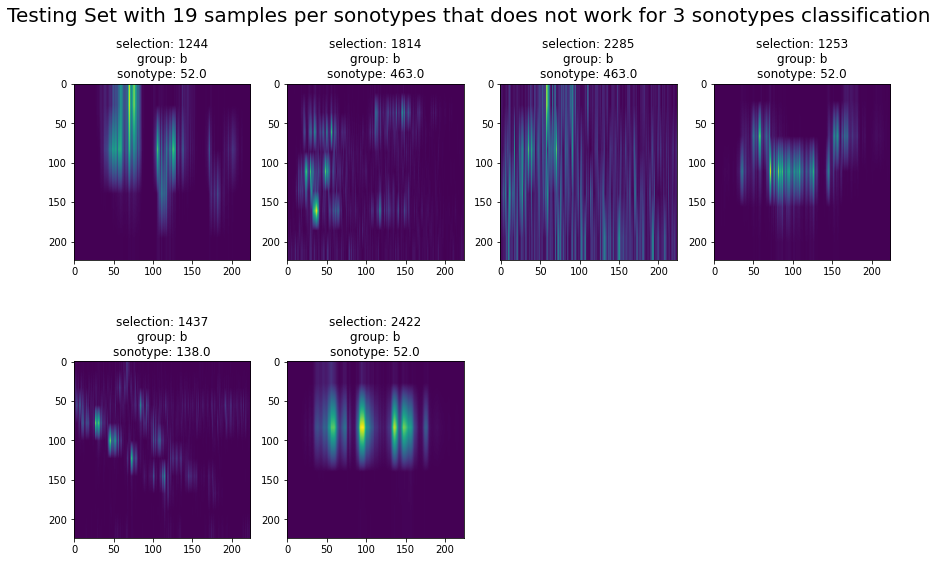 Testing Set with 19 samples per sonotypes that does not work for 3 sonotypes classification
selection: 1244
group: b
sonotype: 52.0
0
50
100
150
200
0 50 100 150 200
selection: 1814
group: b
sonotype: 463.0
0
50
100
150
200
0 50 100 150 200
selection: 2285
group: b
sonotype: 463.0
0
50
100
150
200
0 50 100 150 200
selection: 1253
group: b
sonotype: 52.0
0
50
100
150
200
0 50 100 150 200
selection: 1437
group: b
sonotype: 138.0
0
50
100
150
200
0 50 100 150 200
selection: 2422
group: b
sonotype: 52.0
0
50
100
150
200
0 50 100 150 200